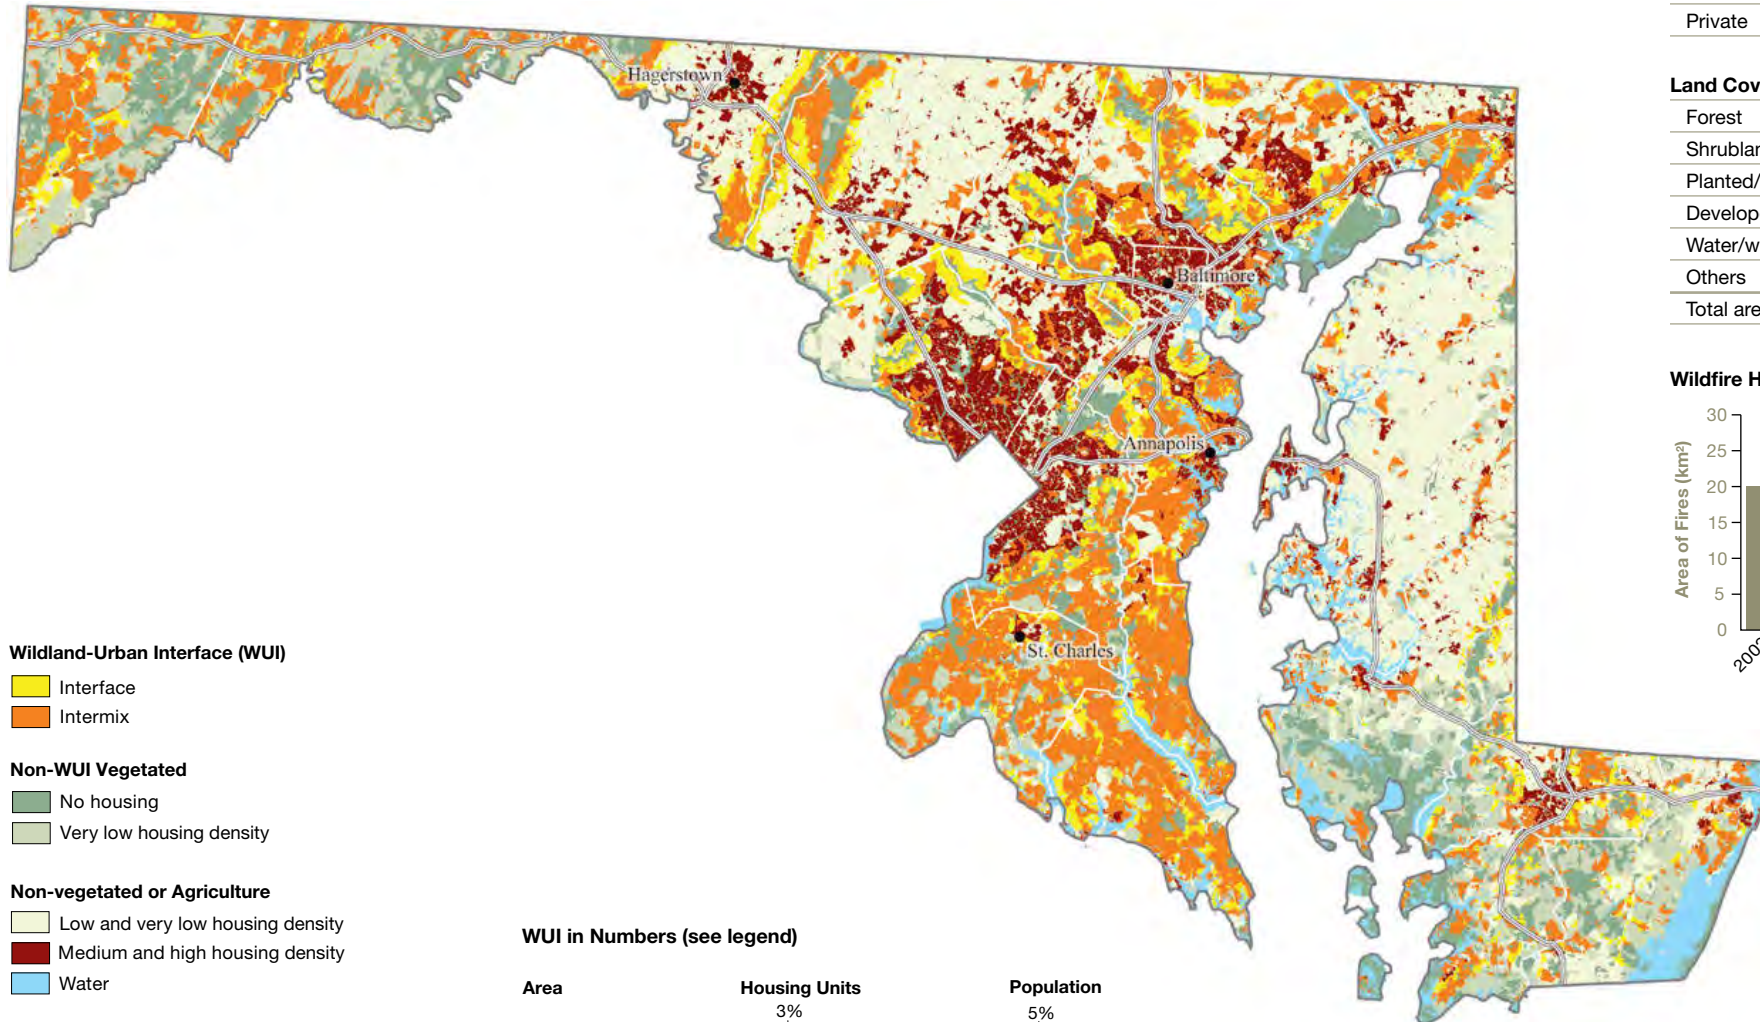 Private
Land Cov
Forest
Shrublan
Planted/
Develop
Water/w
Others
Total are
Wildfire H
30
25
20
15
10
5
0
Area of Fires (km²)
200
Hagerstown
Baltimore
Annapolis
St. Charles
Wildland-Urban Interface (WUI)
Interface
Intermix
Non-WUI Vegetated
No housing
Very low housing density
Non-vegetated or Agriculture
Low and very low housing density
Medium and high housing density
Water
WUI in Numbers (see legend)
Area Housing Units Population
3% 5%